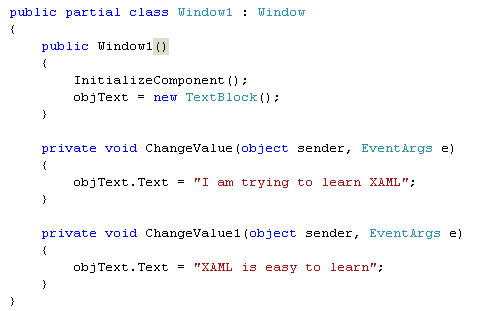 public partial class Window1 : Window
{
    public Window1()
    {
        InitializeComponent();
        objText = new TextBlock();
    }

    private void ChangeValue(object sender, EventArgs e)
    {
        objText.Text = "I am trying to learn XAML";
    }

    private void ChangeValue1(object sender, EventArgs e)
    {
        objText.Text = "XAML is easy to learn";
    }
}